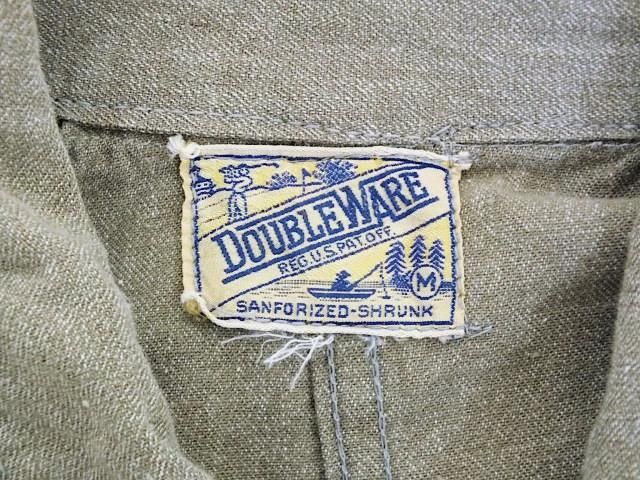 DOUBLEWARE
REG. U.S. PAT. OFF.
M
SANFORIZED-SHRUNK